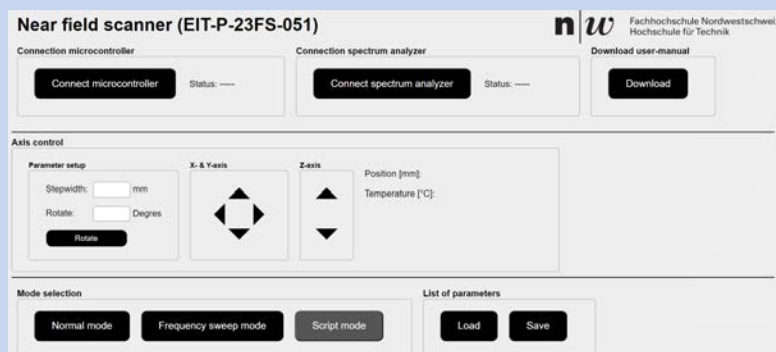 Near field scanner (EIT-P-23FS-051)
n w Fachhochschule Nordwestschweiz
Hochschule für Technik
Connection microcontroller
Connect microcontroller Status: -----
Connection spectrum analyzer
Connect spectrum analyzer Status: -----
Download user-manual
Download
Axis control
Parameter setup
Stepwidth: mm
Rotate: Degres
Rotate
X- & Y-axis
Z-axis
Position [mm]:
Temperature [°C]:
Mode selection
Normal mode Frequency sweep mode Script mode
List of parameters
Load Save